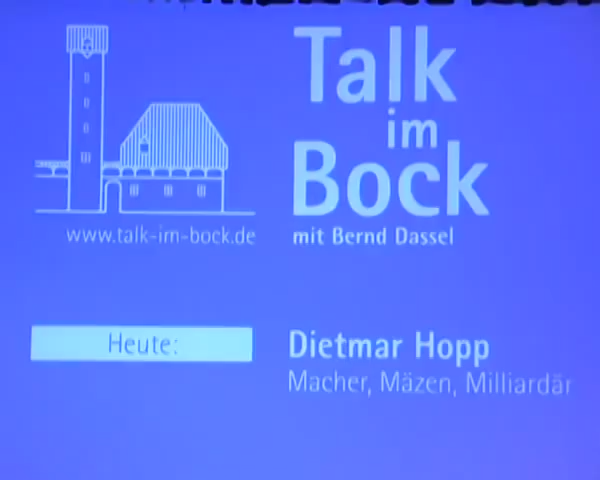 Talk
im
Bock
mit Bernd Dassel
www.talk-im-bock.de
Heute:
Dietmar Hopp
Macher, Mäzen, Milliardär